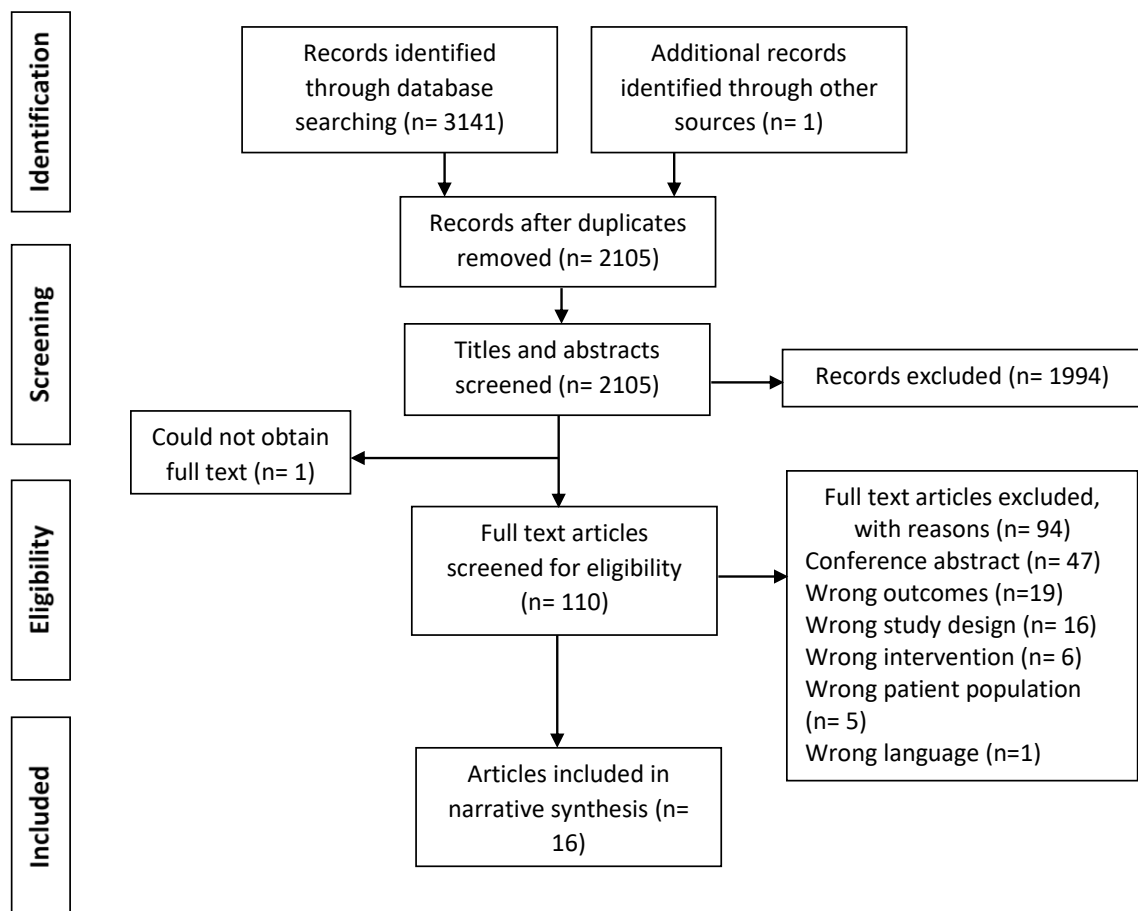 Identification
Records identified
through database
searching (n= 3141)
Additional records
identified through other
sources (n= 1)
Records after duplicates
removed (n= 2105)
Screening
Titles and abstracts
screened (n= 2105)
Records excluded (n= 1994)
Could not obtain
full text (n= 1)
Eligibility
Full text articles
screened for eligibility
(n= 110)
Full text articles excluded,
with reasons (n= 94)
Conference abstract (n= 47)
Wrong outcomes (n=19)
Wrong study design (n= 16)
Wrong intervention (n= 6)
Wrong patient population
(n= 5)
Wrong language (n=1)
Included
Articles included in
narrative synthesis (n=
16)